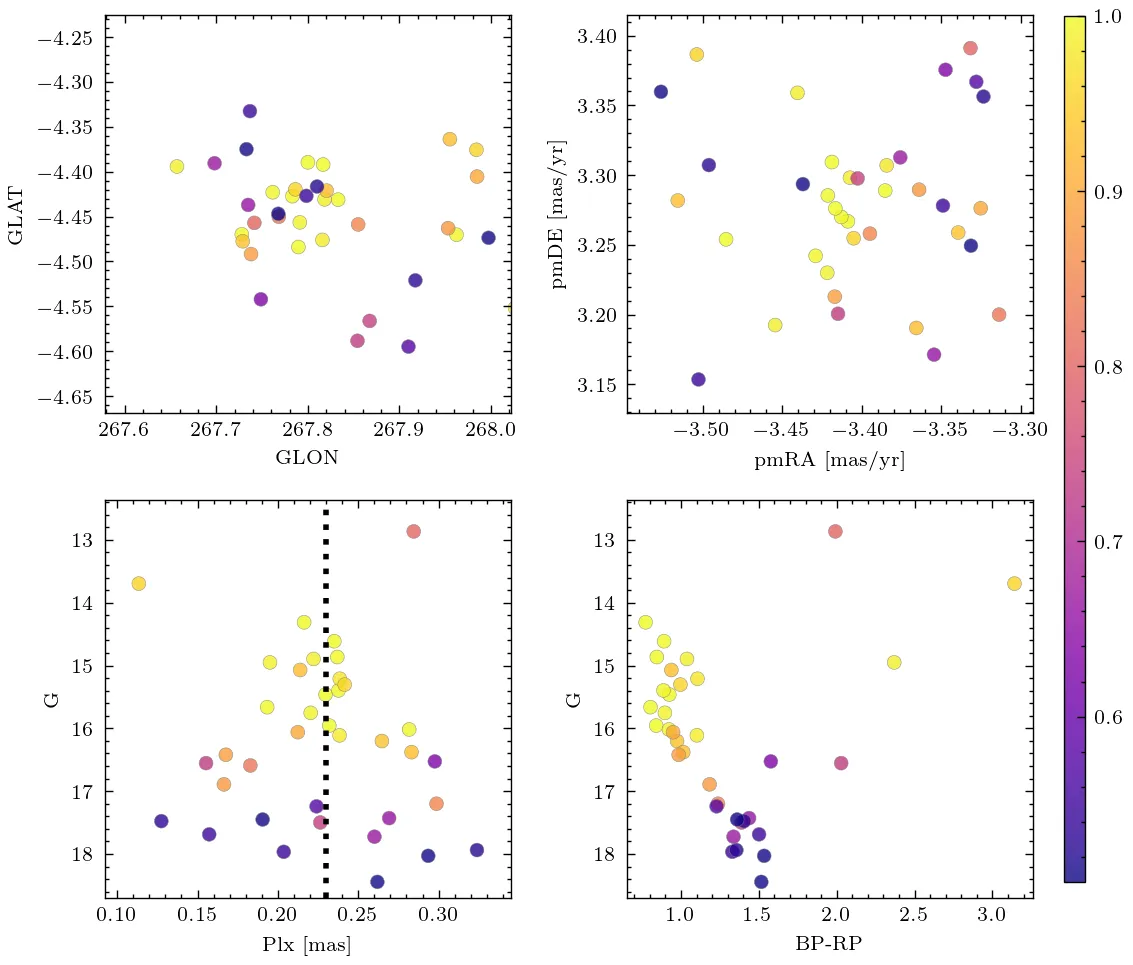 −4.25
−4.30
−4.35
−4.40
−4.45
−4.50
−4.55
−4.60
−4.65
GLAT
267.6 267.7 267.8 267.9 268.0
GLON
3.40
3.35
3.30
3.25
3.20
3.15
pmDE [mas/yr]
−3.50 −3.45 −3.40 −3.35 −3.30
pmRA [mas/yr]
1.0
0.9
0.8
0.7
0.6
13
14
15
16
17
18
G
0.10 0.15 0.20 0.25 0.30
Plx [mas]
13
14
15
16
17
18
G
1.0 1.5 2.0 2.5 3.0
BP-RP